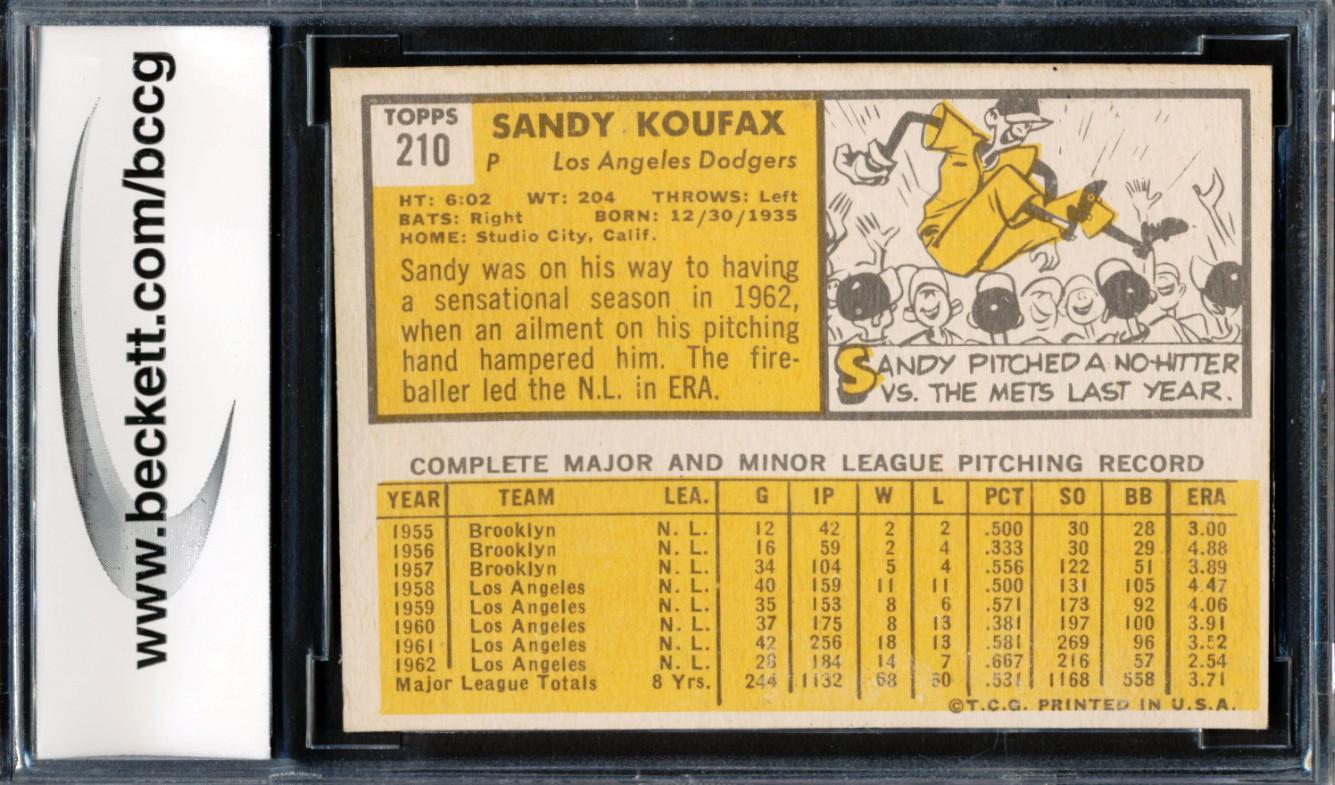 www.beckett.com/bccg
TOPPS
210
SANDY KOUFAX
P Los Angeles Dodgers
HT: 6:02 WT: 204 THROWS: Left
BATS: Right BORN: 12/30/1935
HOME: Studio City, Calif.
Sandy was on his way to having
a sensational season in 1962,
when an ailment on his pitching
hand hampered him. The fire-
baller led the N.L. in ERA.
SANDY PITCHED A NO-HITTER
VS. THE METS LAST YEAR.
COMPLETE MAJOR AND MINOR LEAGUE PITCHING RECORD
YEAR TEAM LEA. G IP W L PCT SO BB ERA
1955 Brooklyn N. L. 12 42 2 2 .500 30 28 3.00
1956 Brooklyn N. L. 16 59 2 4 .333 30 29 4.88
1957 Brooklyn N. L. 34 104 5 4 .556 122 51 3.89
1958 Los Angeles N. L. 40 159 11 11 .500 131 105 4.47
1959 Los Angeles N. L. 35 153 8 6 .571 173 92 4.06
1960 Los Angeles N. L. 37 175 8 13 .381 197 100 3.91
1961 Los Angeles N. L. 42 256 18 13 .581 269 96 3.52
1962 Los Angeles N. L. 28 184 14 7 .667 216 57 2.54
Major League Totals 8 Yrs. 244 1132 68 60 .531 1168 558 3.71
©T.C.G. PRINTED IN U.S.A.